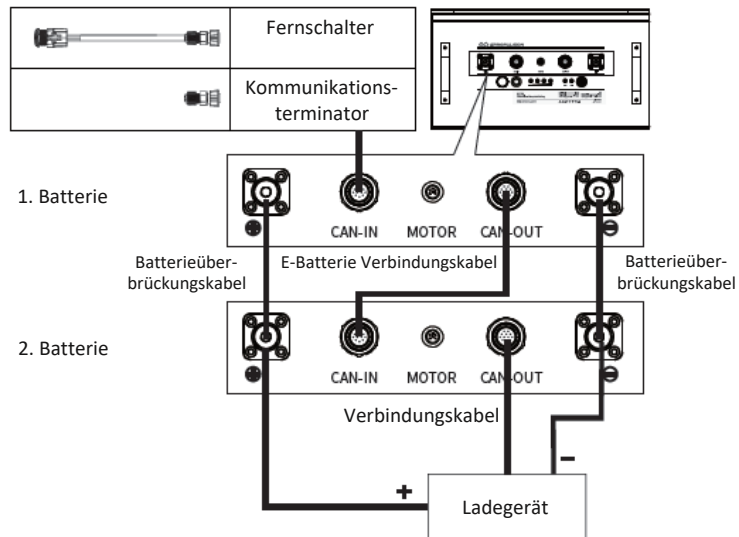 Fernschalter
Kommunikations-
terminator
1. Batterie
CAN-IN MOTOR CAN-OUT
Batterieüber-
brückungskabel
E-Batterie Verbindungskabel
Batterieüber-
brückungskabel
2. Batterie
CAN-IN MOTOR CAN-OUT
Verbindungskabel
+
−
Ladegerät